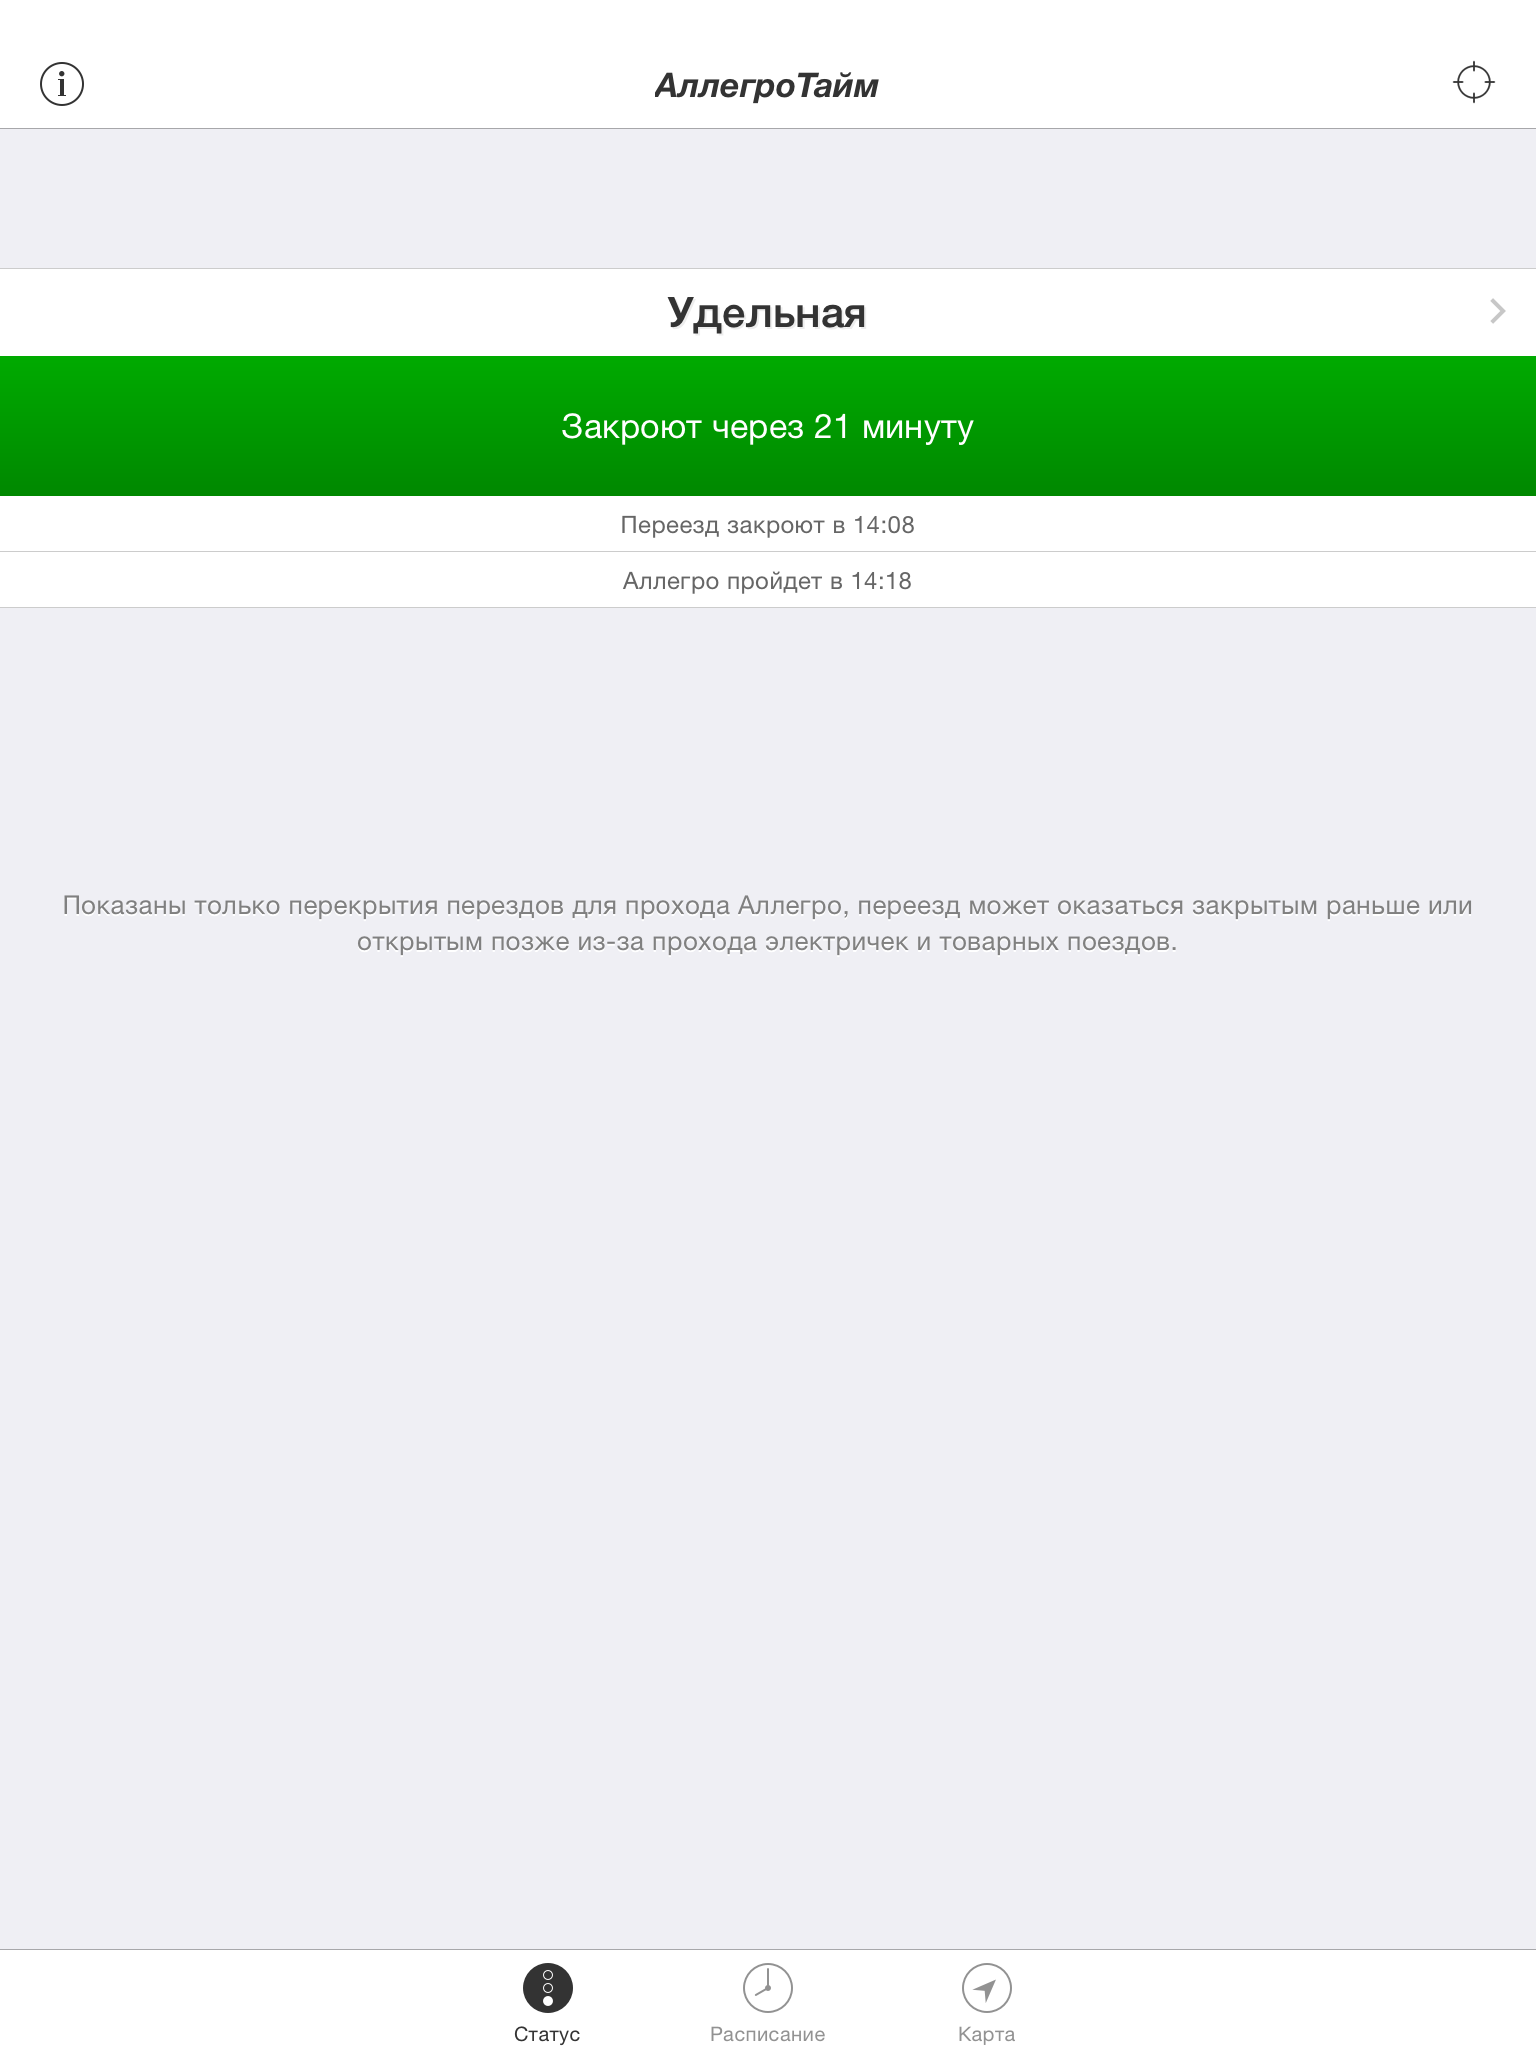 АллегроТайм
Удельная
Закроют через 21 минуту
Переезд закроют в 14:08
Аллегро пройдет в 14:18
Показаны только перекрытия перездов для прохода Аллегро, переезд может оказаться закрытым раньше или
открытым позже из-за прохода электричек и товарных поездов.
Статус
Расписание
Карта